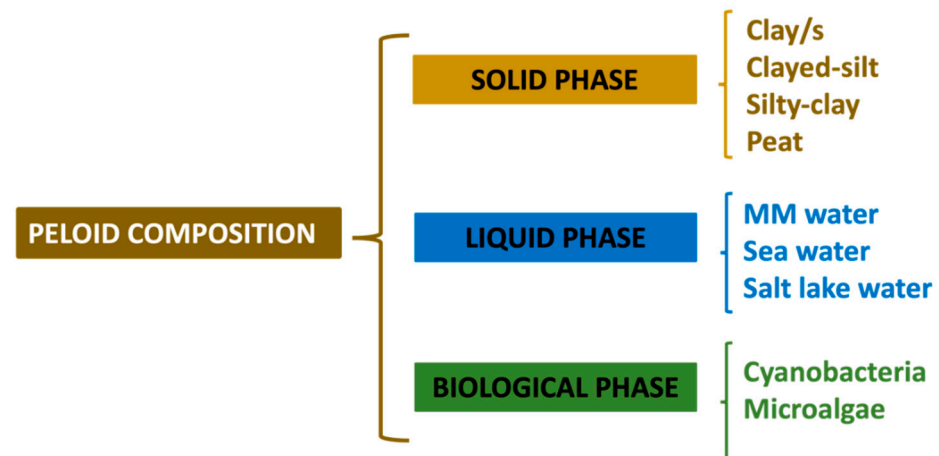 PELOID COMPOSITION
SOLID PHASE
Clay/s
Clayed-silt
Silty-clay
Peat
LIQUID PHASE
MM water
Sea water
Salt lake water
BIOLOGICAL PHASE
Cyanobacteria
Microalgae